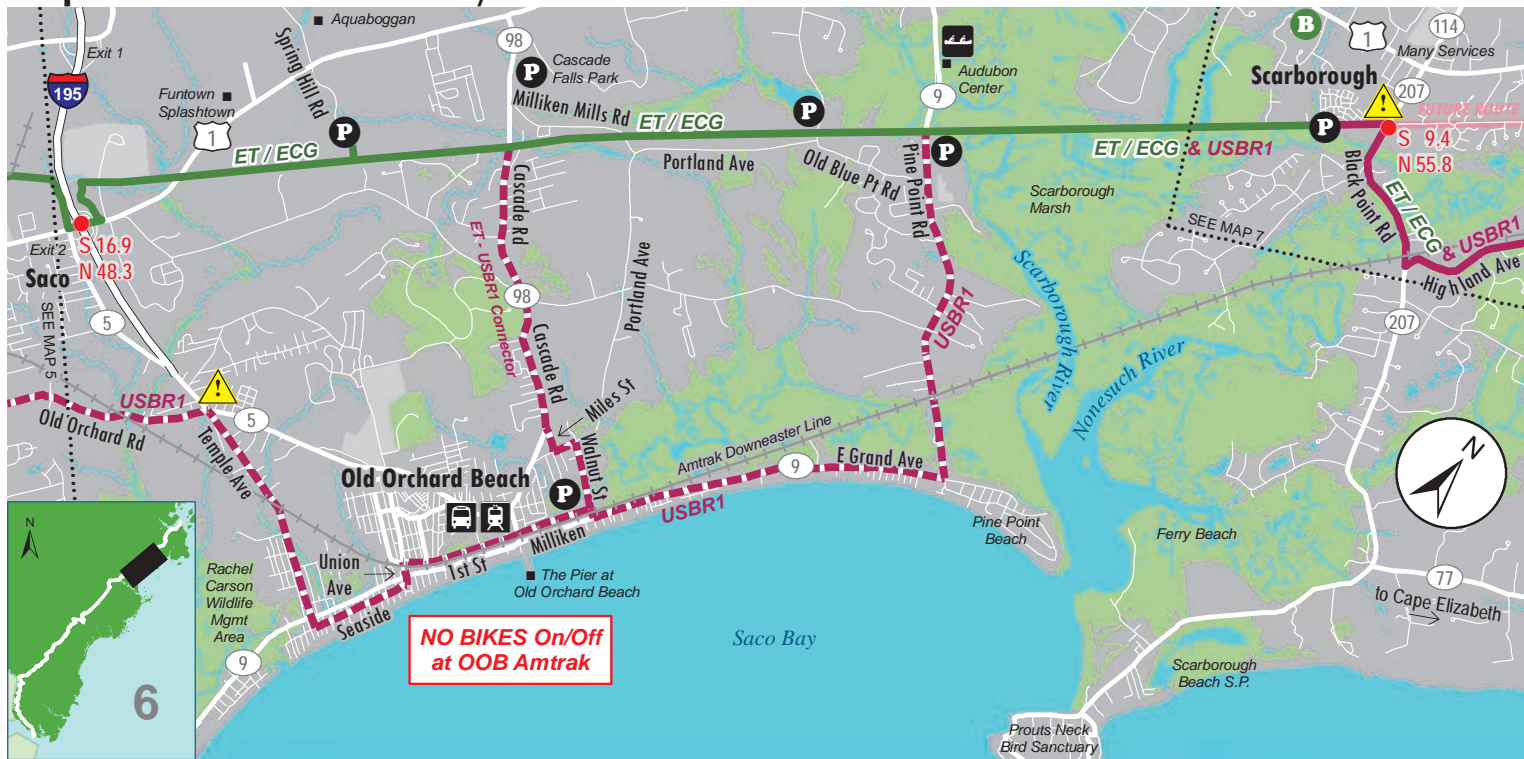 Aquaboggan
98
B
1
114
Many Services
Exit 1
195
Spring Hill Rd
P
Cascade
Falls Park
Audubon
Center
Scarborough
207
Funtown
Splashtown
1
P
Milliken Mills Rd
P
9
P
FUTURE ROUTE
ET / ECG
ET / ECG
ET / ECG & USBR1
S 9.4
N 55.8
Portland Ave
Old Blue Pt Rd
Pine Point Rd
P
Scarborough
Marsh
Black Point Rd
ET / ECG
& USBR1
SEE MAP 7
Highland Ave
207
Cascade Rd
ET - USBR1 Connector
98
Cascade Rd
Portland Ave
USBR1
Scarborough
River
Nonesuch River
Exit 2
S 16.9
N 48.3
Saco
5
SEE MAP 5
USBR1
Old Orchard Rd
5
Temple Ave
Miles St
Walnut St
Amtrak Downeaster Line
E Grand Ave
9
USBR1
Old Orchard Beach
P
Milliken
1st St
Union
Ave
Seaside
The Pier at
Old Orchard Beach
Pine Point
Beach
Ferry Beach
N
77
to Cape Elizabeth
Rachel
Carson
Wildlife
Mgmt
Area
9
NO BIKES On/Off
at OOB Amtrak
Saco Bay
Scarborough
Beach S.P.
Prouts Neck
Bird Sanctuary
N
6